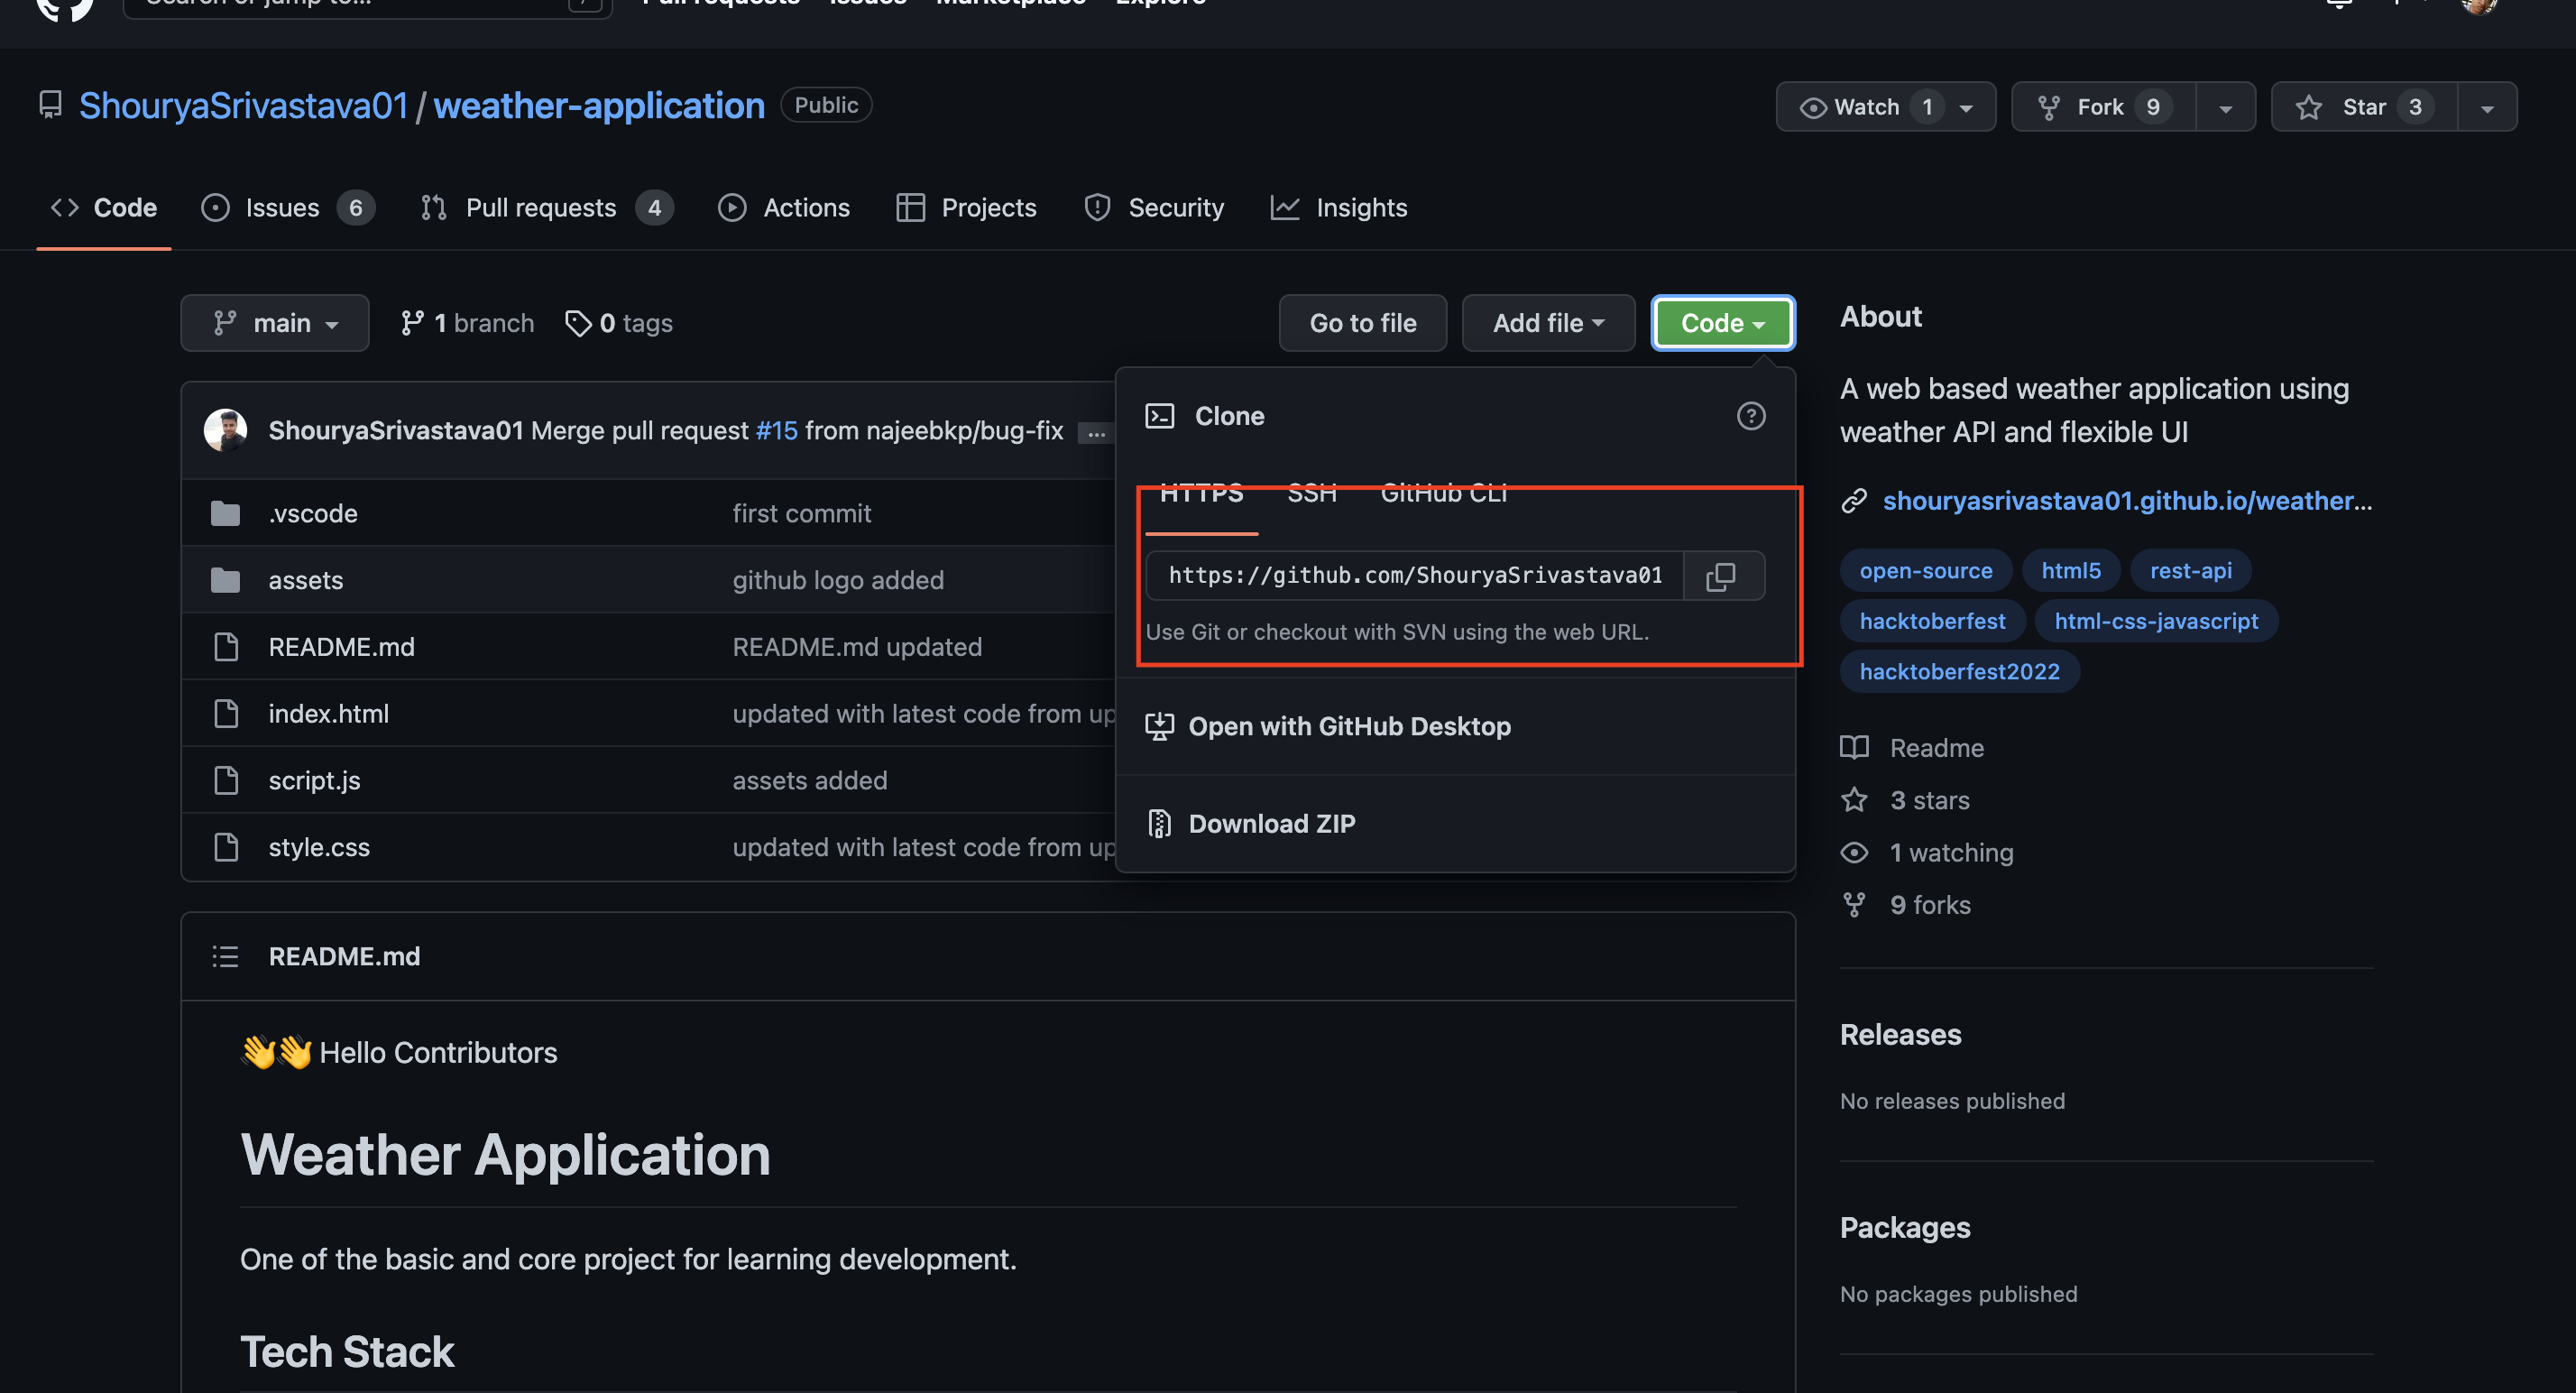 Search or jump to... /
Pull requests Issues Marketplace Explore
ShouryaSrivastava01 / weather-application Public
Watch 1 Fork 9 Star 3
Code Issues 6 Pull requests 4 Actions Projects Security Insights
main 1 branch 0 tags Go to file Add file Code
ShouryaSrivastava01 Merge pull request #15 from najeebkp/bug-fix ...
.vscode first commit
assets github logo added
README.md README.md updated
index.html updated with latest code from up
script.js assets added
style.css updated with latest code from up
Clone
HTTPS SSH GitHub CLI
https://github.com/ShouryaSrivastava01
Use Git or checkout with SVN using the web URL.
Open with GitHub Desktop
Download ZIP
README.md
👋👋 Hello Contributors
Weather Application
One of the basic and core project for learning development.
Tech Stack
About
A web based weather application using
weather API and flexible UI
shouryasrivastava01.github.io/weather...
open-source html5 rest-api
hacktoberfest html-css-javascript
hacktoberfest2022
Readme
3 stars
1 watching
9 forks
Releases
No releases published
Packages
No packages published